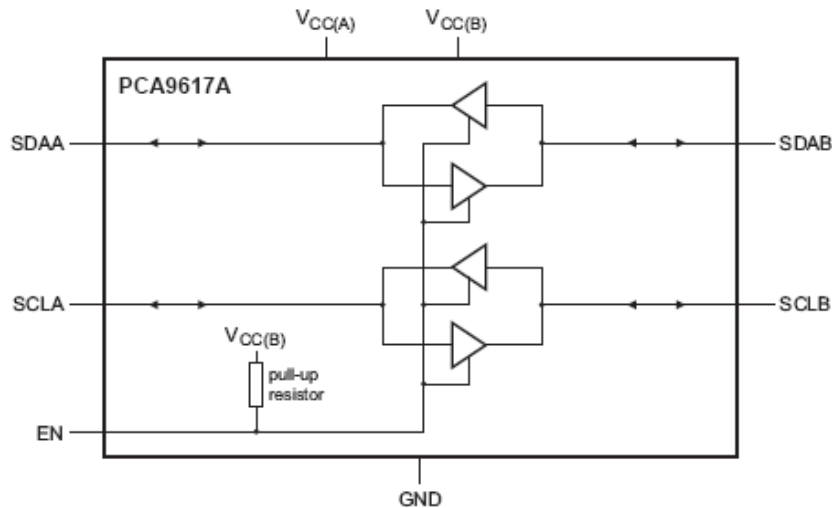 VCC(A)
VCC(B)
PCA9617A
SDAA
SDAB
SCLA
SCLB
VCC(B)
pull-up
resistor
EN
GND